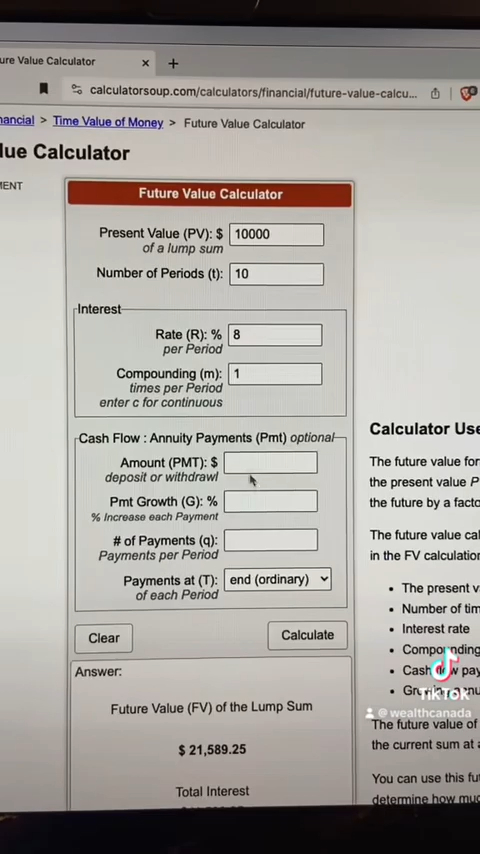 ure Value Calculator
calculatorsoup.com/calculators/financial/future-value-calcu...
nancial > Time Value of Money > Future Value Calculator
lue Calculator
MENT
Future Value Calculator
Present Value (PV): $ 10000
of a lump sum
Number of Periods (t): 10
Interest
Rate (R): % 8
per Period
Compounding (m): 1
times per Period
enter c for continuous
Cash Flow : Annuity Payments (Pmt) optional
Amount (PMT): $
deposit or withdrawl
Pmt Growth (G): %
% Increase each Payment
# of Payments (q):
Payments per Period
Payments at (T): end (ordinary)
of each Period
Clear
Calculate
Answer:
Future Value (FV) of the Lump Sum
$ 21,589.25
Total Interest
Calculator Use
The future value for
the present value P
the future by a facto
The future value cal
in the FV calculation
• The present v
• Number of tim
• Interest rate
• Compounding
• Cash flow pay
TikTok
@wealthcanada
The future value of
the current sum at a
You can use this fu
determine how muc